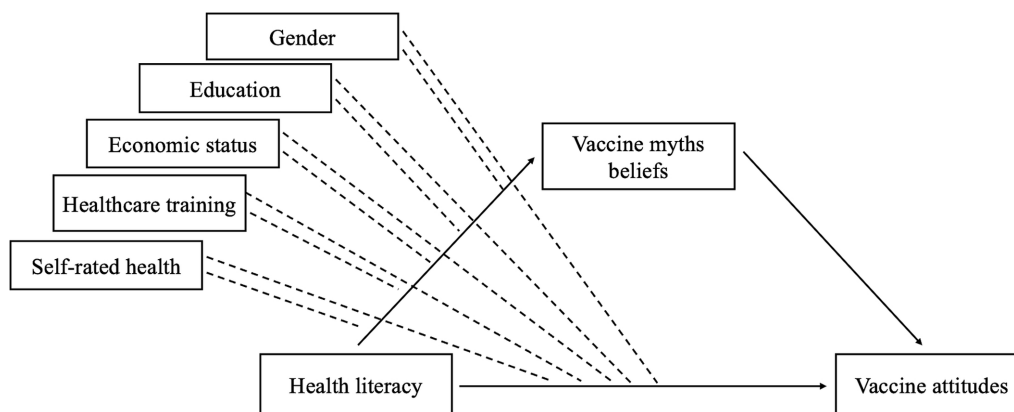 Gender
Education
Economic status
Healthcare training
Self-rated health
Vaccine myths
beliefs
Health literacy
Vaccine attitudes